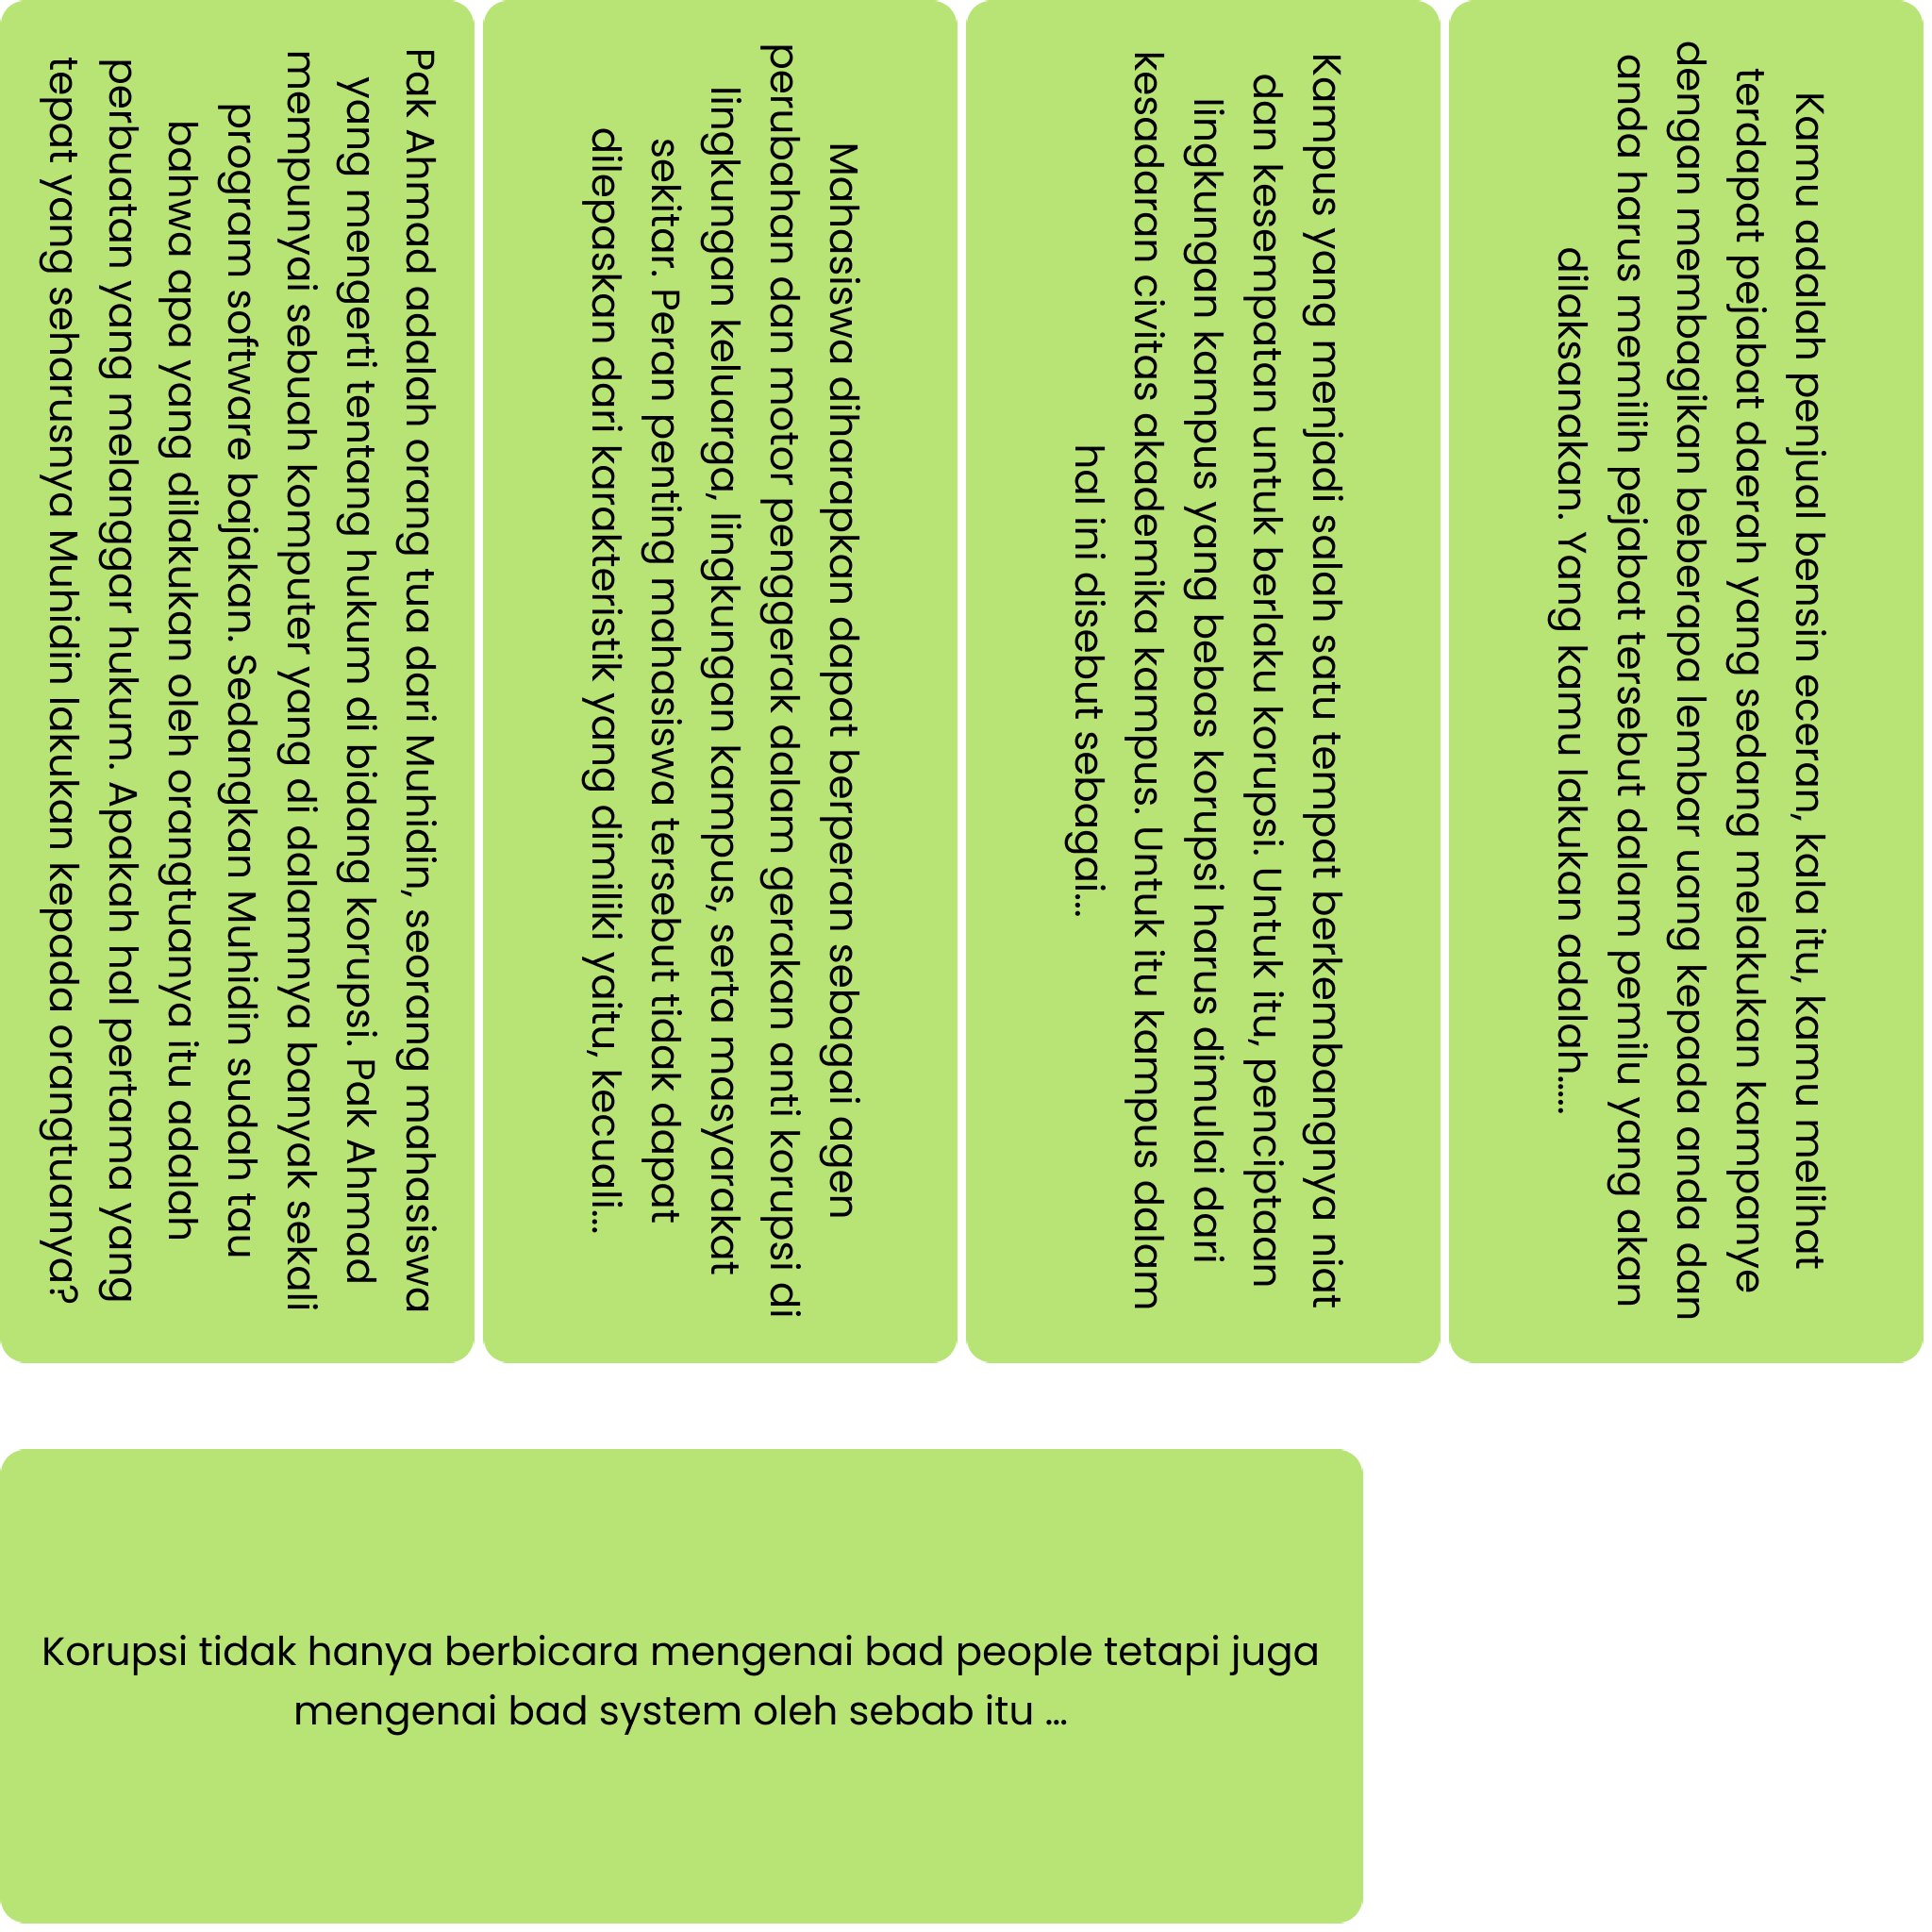 Pak Ahmad adalah orang tua dari Muhidin, seorang mahasiswa
yang mengerti tentang hukum di bidang korupsi. Pak Ahmad
mempunyai sebuah komputer yang di dalamnya banyak sekali
program software bajakan. Sedangkan Muhidin sudah tau
bahwa apa yang dilakukan oleh orangtuanya itu adalah
perbuatan yang melanggar hukum. Apakah hal pertama yang
tepat yang seharusnya Muhidin lakukan kepada orangtuanya?
Mahasiswa diharapkan dapat berperan sebagai agen
perubahan dan motor penggerak dalam gerakan anti korupsi di
lingkungan keluarga, lingkungan kampus, serta masyarakat
sekitar. Peran penting mahasiswa tersebut tidak dapat
dilepaskan dari karakteristik yang dimiliki yaitu, kecuali...
Kampus yang menjadi salah satu tempat berkembangnya niat
dan kesempatan untuk berlaku korupsi. Untuk itu, penciptaan
lingkungan kampus yang bebas korupsi harus dimulai dari
kesadaran civitas akademika kampus. Untuk itu kampus dalam
hal ini disebut sebagai...
Kamu adalah penjual bensin eceran, kala itu, kamu melihat
terdapat pejabat daerah yang sedang melakukan kampanye
dengan membagikan beberapa lembar uang kepada anda dan
anda harus memilih pejabat tersebut dalam pemilu yang akan
dilaksanakan. Yang kamu lakukan adalah.....
Korupsi tidak hanya berbicara mengenai bad people tetapi juga
mengenai bad system oleh sebab itu ...